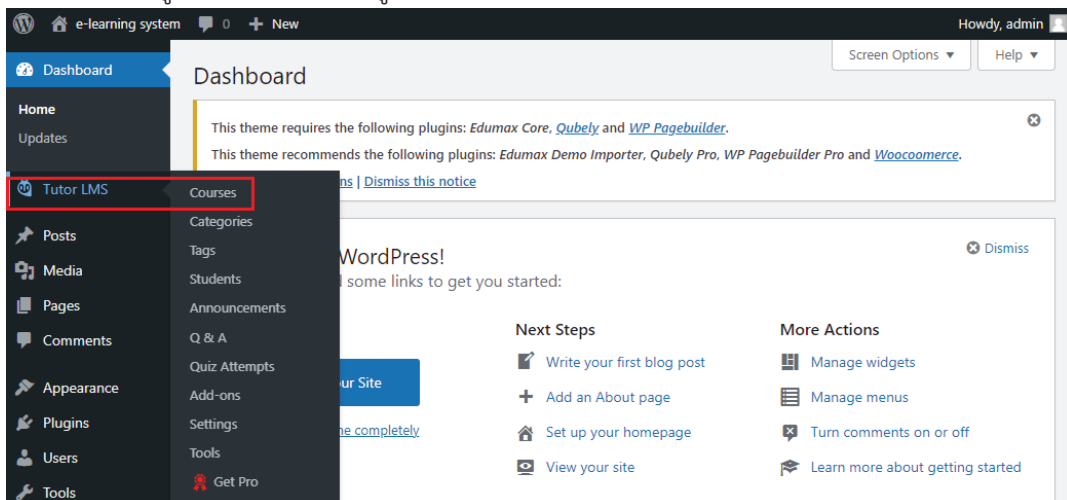 e-learning system 0 New Howdy, admin
Screen Options Help
Dashboard
Home
Updates
Tutor LMS
Posts
Media
Pages
Comments
Appearance
Plugins
Users
Tools
Courses
Categories
Tags
Students
Announcements
Q & A
Quiz Attempts
Add-ons
Settings
Tools
Get Pro
Dashboard
This theme requires the following plugins: Edumax Core, Qubely and WP Pagebuilder.
This theme recommends the following plugins: Edumax Demo Importer, Qubely Pro, WP Pagebuilder Pro and Woocoomerce.
| Dismiss this notice
WordPress!
some links to get you started:
Dismiss
Site
completely
Next Steps
Write your first blog post
Add an About page
Set up your homepage
View your site
More Actions
Manage widgets
Manage menus
Turn comments on or off
Learn more about getting started